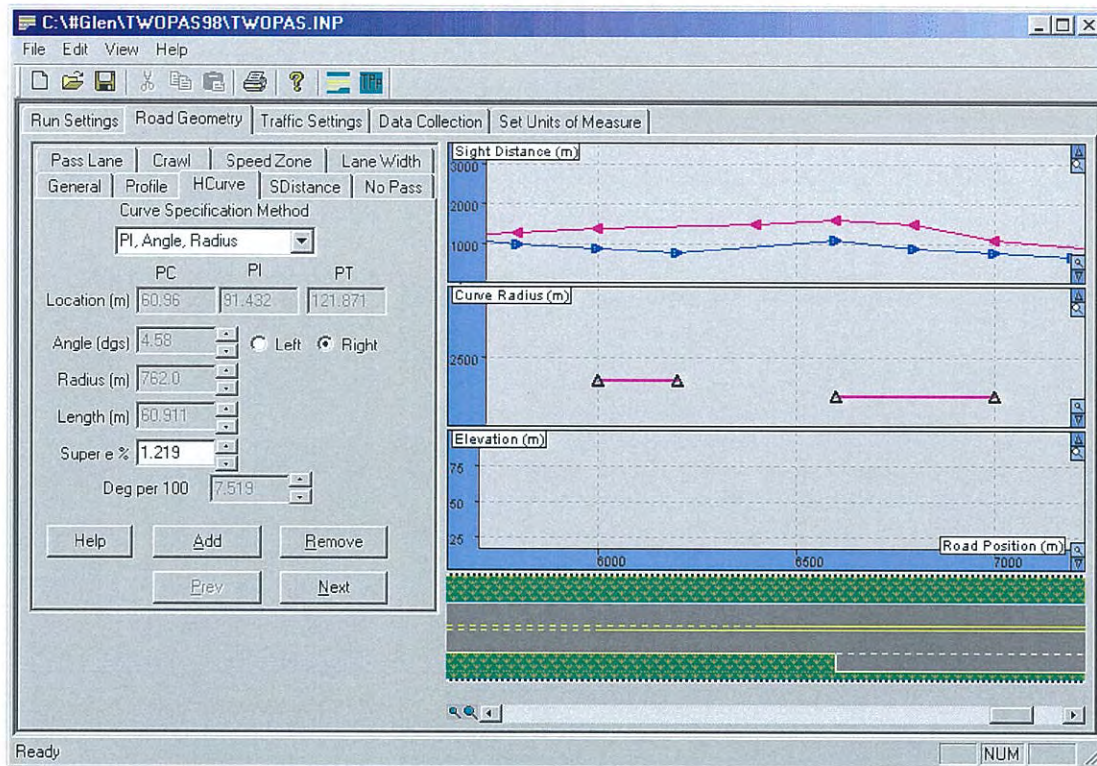 C:\#Glen\TWOPAS98\TWOPAS.INP
File Edit View Help
Run Settings Road Geometry Traffic Settings Data Collection Set Units of Measure
Pass Lane Crawl Speed Zone Lane Width
General Profile HCurve SDistance No Pass
Curve Specification Method
PI, Angle, Radius
PC PI PT
Location (m) 60.96 91.432 121.871
Angle (dgs) 4.58 Left Right
Radius (m) 762.0
Length (m) 60.911
Super e % 1.219
Deg per 100 7.519
Help Add Remove
Prev Next
Sight Distance (m)
3000
2000
1000
Curve Radius (m)
2500
Elevation (m)
75
50
25
Road Position (m)
6000 6500 7000
Ready NUM